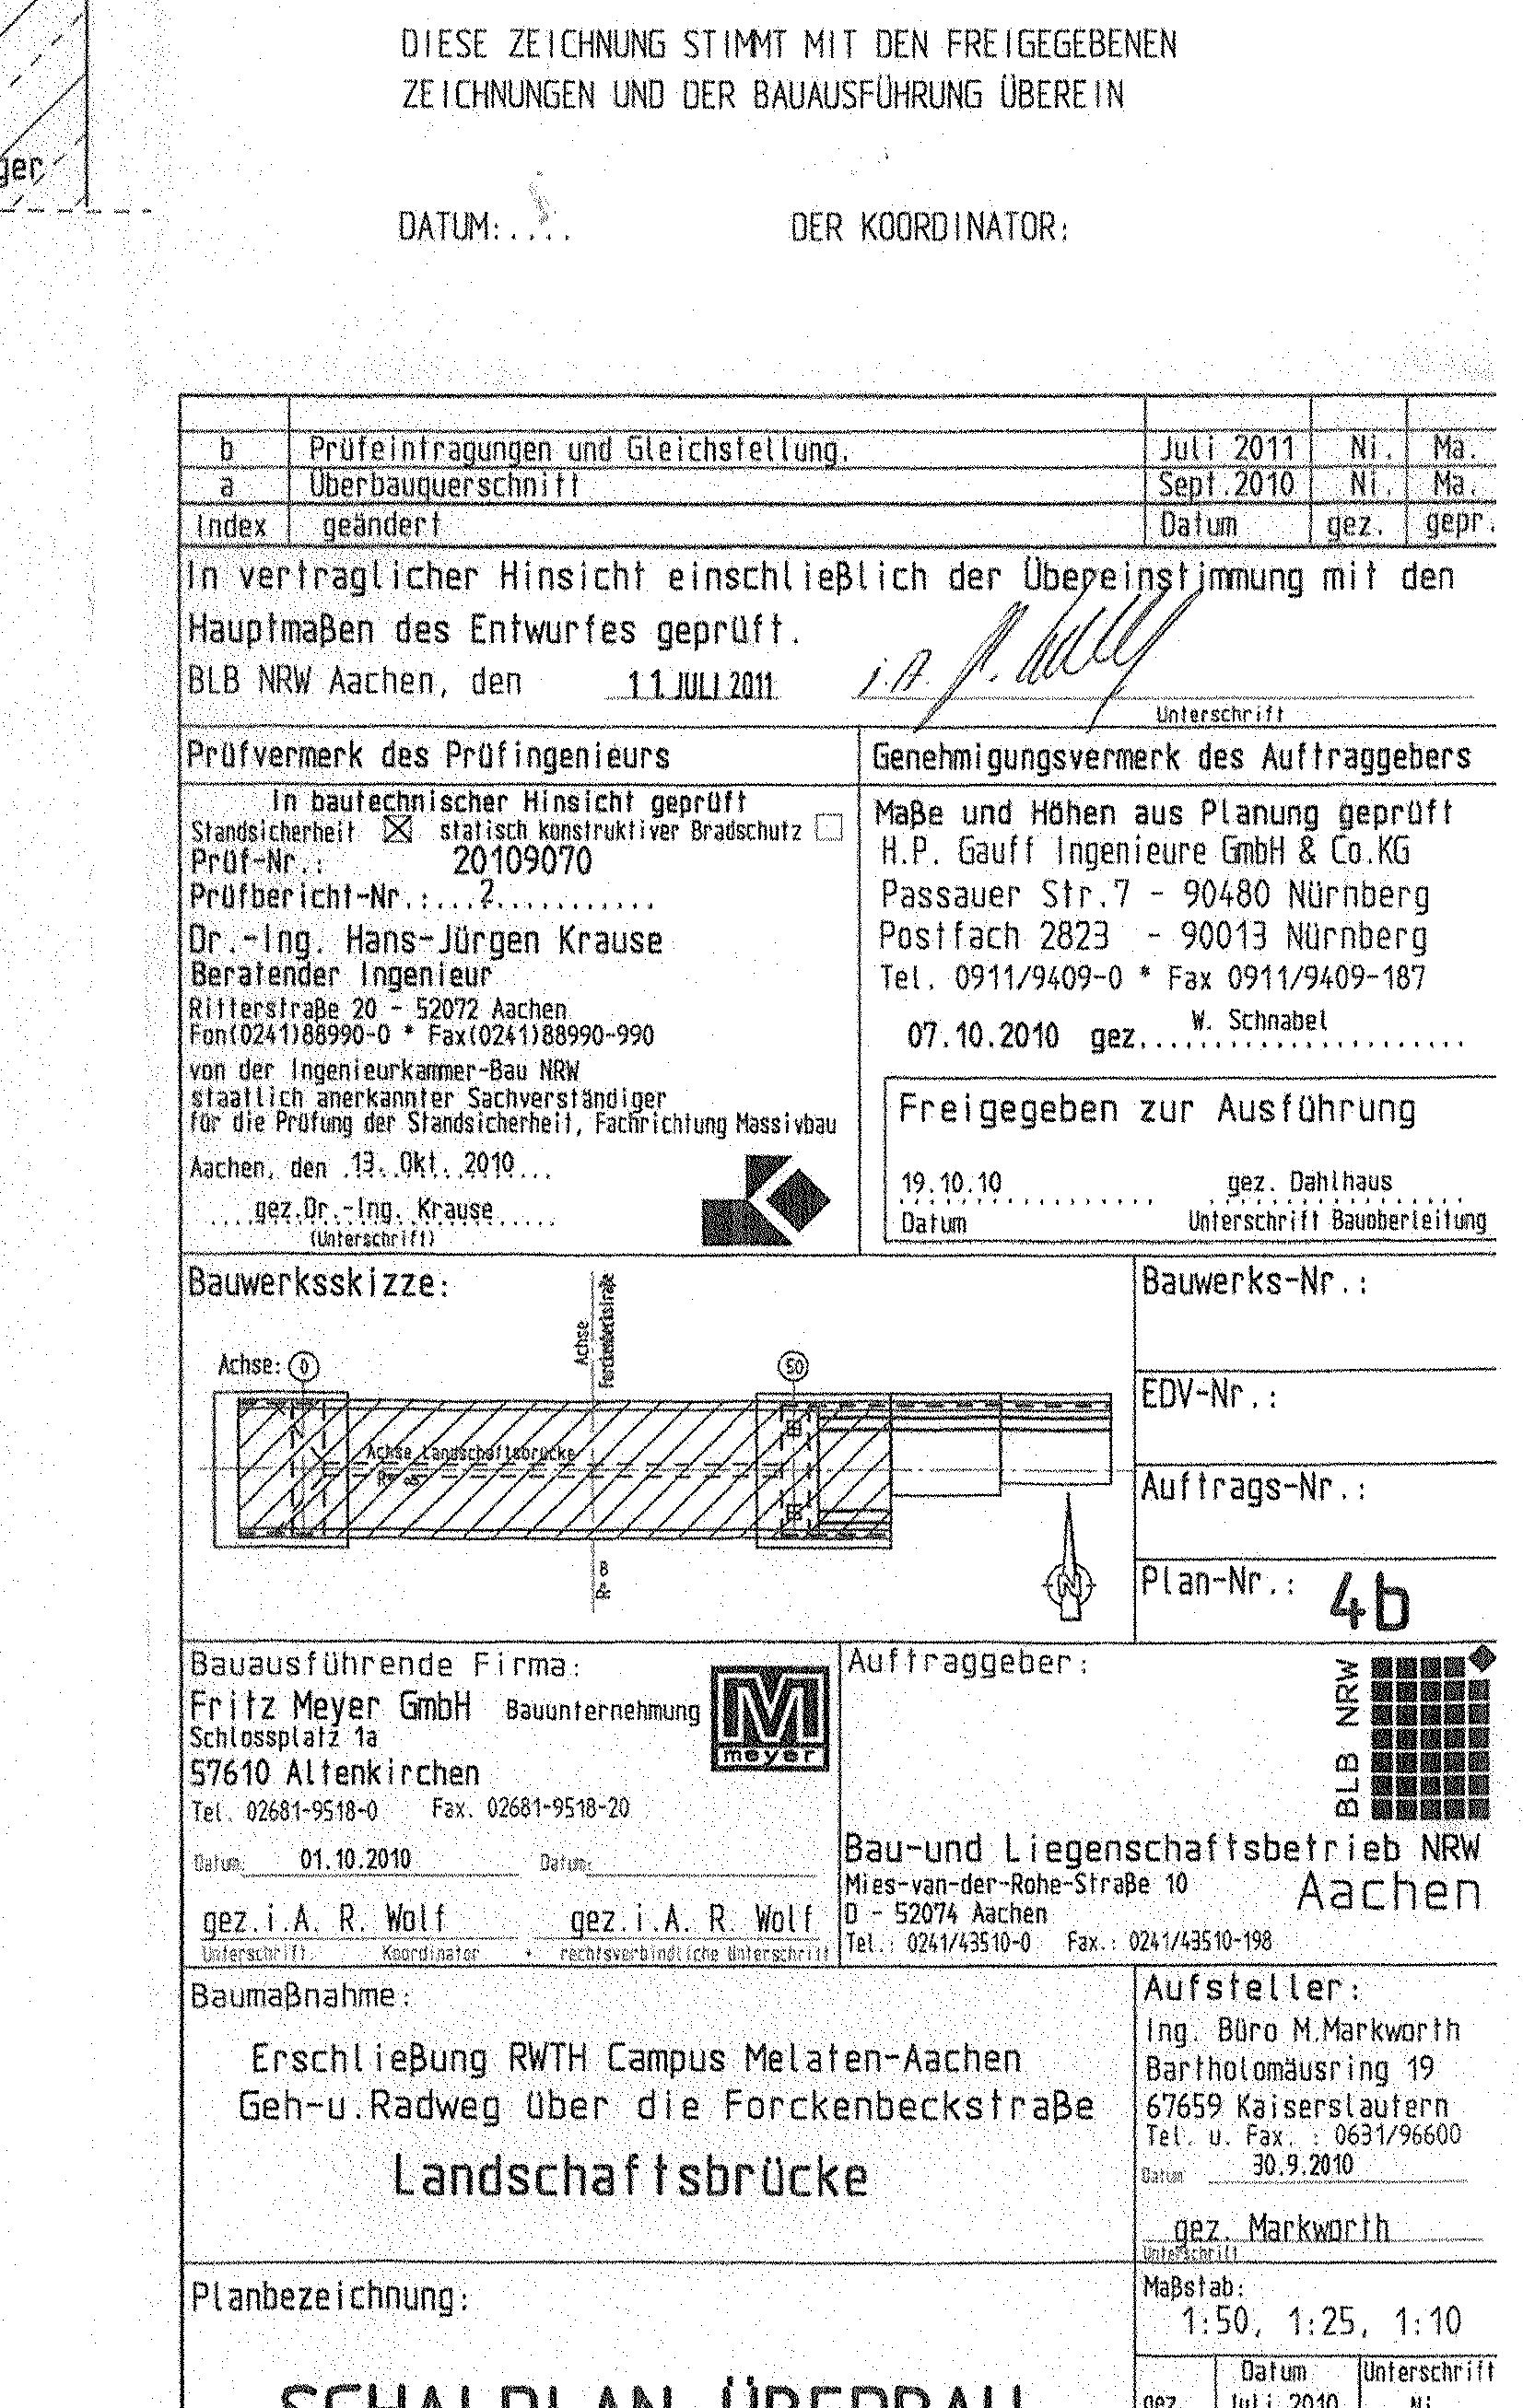 ger
DIESE ZEICHNUNG STIMMT MIT DEN FREIGEGEBENEN
ZEICHNUNGEN UND DER BAUAUSFÜHRUNG ÜBEREIN
DATUM:.... DER KOORDINATOR:
b Prüfeintragungen und Gleichstellung. Juli 2011 Ni. Ma.
a Überbauquerschnitt Sept.2010 Ni. Ma.
Index geändert Datum gez. gepr.
In vertraglicher Hinsicht einschließlich der Übereinstimmung mit den
Hauptmaßen des Entwurfes geprüft.
BLB NRW Aachen, den 11 JULI 2011 i.A.
Unterschrift
Prüfvermerk des Prüfingenieurs
In bautechnischer Hinsicht geprüft
Standsicherheit ☒ statisch konstruktiver Bradschutz ☐
Prüf-Nr.: 20109070
Prüfbericht-Nr.:...2...........
Dr.-Ing. Hans-Jürgen Krause
Beratender Ingenieur
Ritterstraße 20 - 52072 Aachen
Fon(0241)88990-0 * Fax(0241)88990-990
von der Ingenieurkammer-Bau NRW
staatlich anerkannter Sachverständiger
für die Prüfung der Standsicherheit, Fachrichtung Massivbau
Aachen, den .13. Okt. 2010...
gez.Dr.-Ing. Krause
(Unterschrift)
Genehmigungsvermerk des Auftraggebers
Maße und Höhen aus Planung geprüft
H.P. Gauff Ingenieure GmbH & Co.KG
Passauer Str.7 - 90480 Nürnberg
Postfach 2823 - 90013 Nürnberg
Tel. 0911/9409-0 * Fax 0911/9409-187
07.10.2010 gez. W. Schnabel
Freigegeben zur Ausführung
19.10.10 gez. Dahlhaus
Datum Unterschrift Bauoberleitung
Bauwerksskizze:
Achse
Forckenbeckstraße
Achse: 0 50
Achse Landschaftsbrücke
B
N
Bauwerks-Nr.:
EDV-Nr.:
Auftrags-Nr.:
Plan-Nr.: 4b
Bauausführende Firma:
Fritz Meyer GmbH Bauunternehmung
Schlossplatz 1a
57610 Altenkirchen
Tel. 02681-9518-0 Fax. 02681-9518-20
M
meyer
Datum: 01.10.2010 Datum:
gez.i.A. R. Wolf gez.i.A. R. Wolf
Unterschrift Koordinator rechtsverbindliche Unterschrift
Auftraggeber:
BLB NRW
Bau-und Liegenschaftsbetrieb NRW
Mies-van-der-Rohe-Straße 10 Aachen
D - 52074 Aachen
Tel.: 0241/43510-0 Fax.: 0241/43510-198
Baumaßnahme:
Erschließung RWTH Campus Melaten-Aachen
Geh-u.Radweg über die Forckenbeckstraße
Landschaftsbrücke
Aufsteller:
Ing. Büro M.Markworth
Bartholomäusring 19
67659 Kaiserslautern
Tel. u. Fax. : 0631/96600
Datum 30.9.2010
gez. Markworth
Unterschrift
Planbezeichnung:
SCHALPLAN ÜBERBAU
Maßstab:
1:50, 1:25, 1:10
Datum Unterschrift
gez. Juli 2010 Ni.